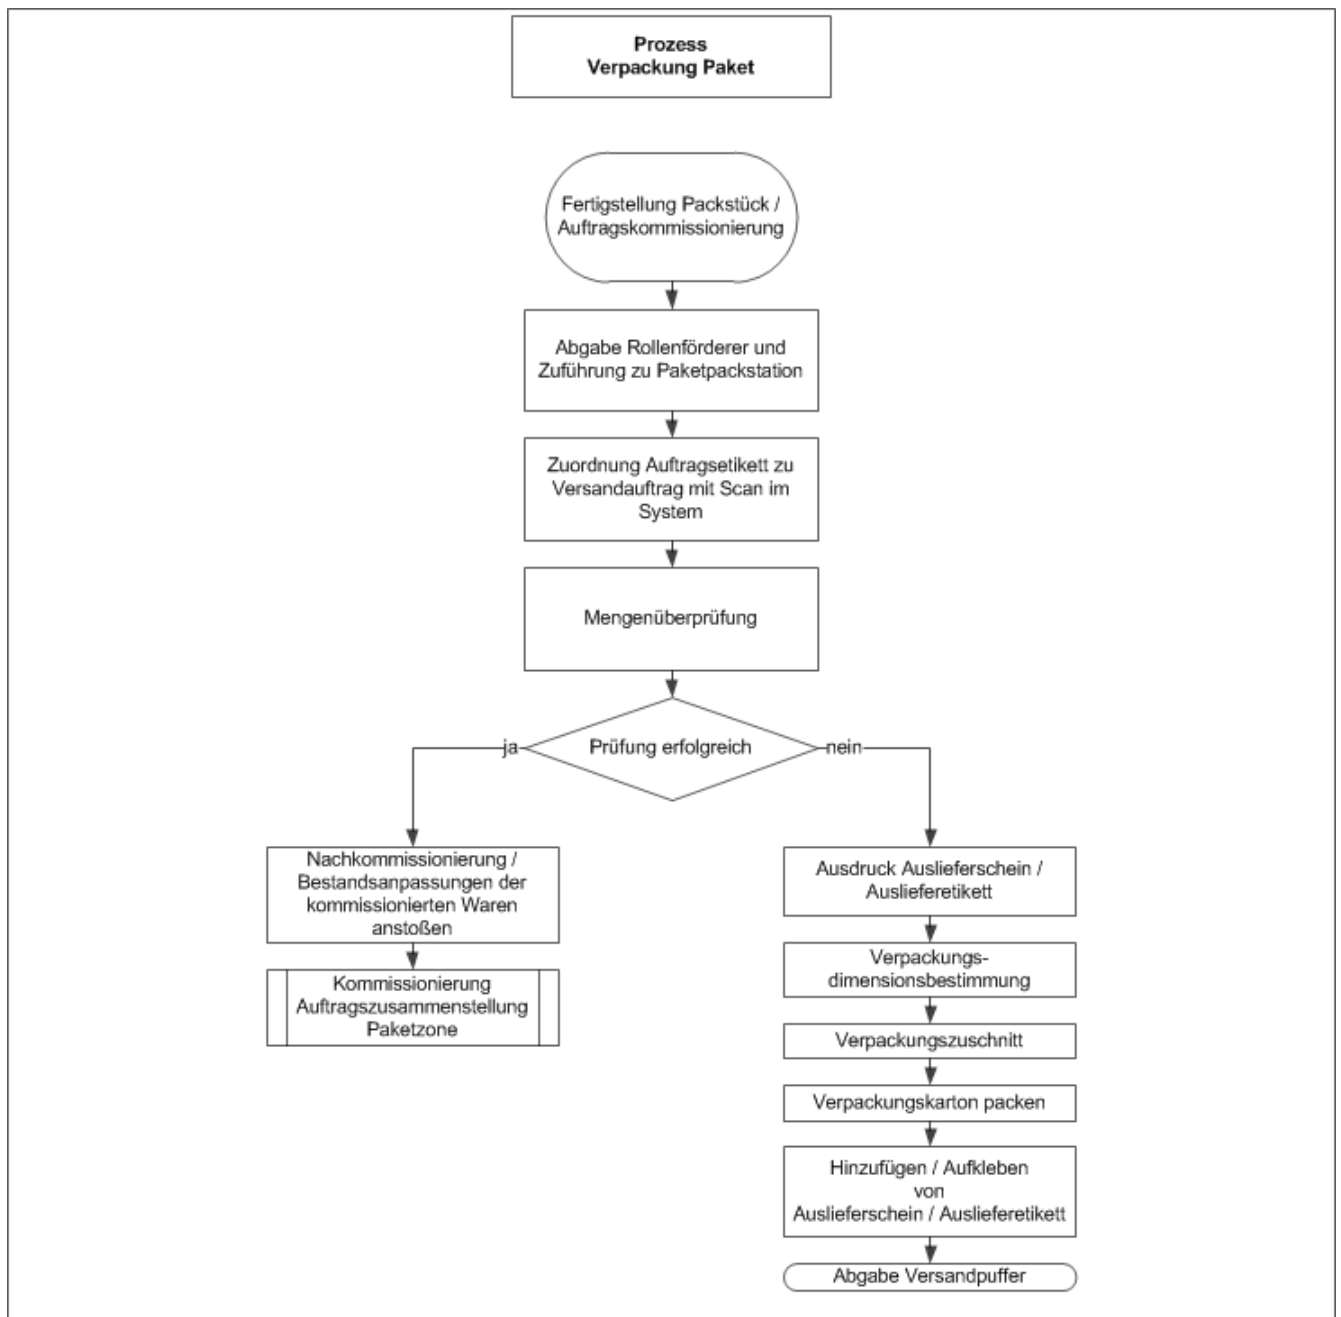 Prozess
Verpackung Paket
Fertigstellung Packstück /
Auftragskommissionierung
Abgabe Rollenförderer und
Zuführung zu Paketpackstation
Zuordnung Auftragsetikett zu
Versandauftrag mit Scan im
System
Mengenüberprüfung
ja
Prüfung erfolgreich
nein
Nachkommissionierung /
Bestandsanpassungen der
kommissionierten Waren
anstoßen
Kommissionierung
Auftragszusammenstellung
Paketzone
Ausdruck Auslieferschein /
Auslieferetikett
Verpackungs-
dimensionsbestimmung
Verpackungszuschnitt
Verpackungskarton packen
Hinzufügen / Aufkleben
von
Auslieferschein / Auslieferetikett
Abgabe Versandpuffer